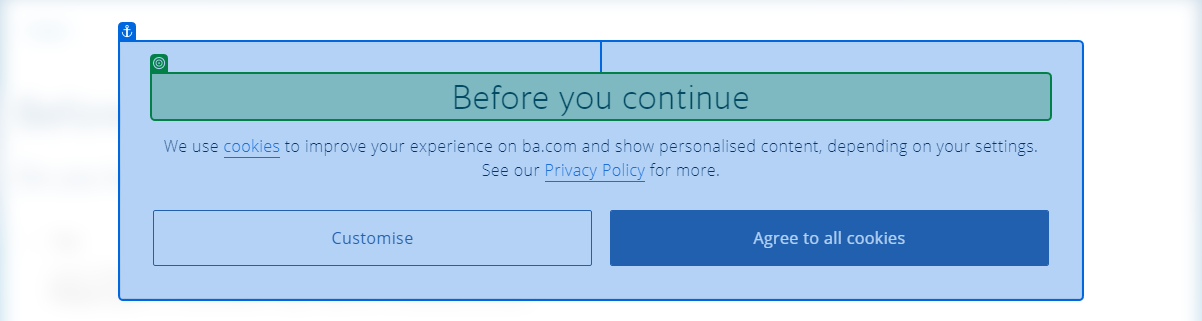 Before you continue
We use cookies to improve your experience on ba.com and show personalised content, depending on your settings.
See our Privacy Policy for more.
Customise
Agree to all cookies